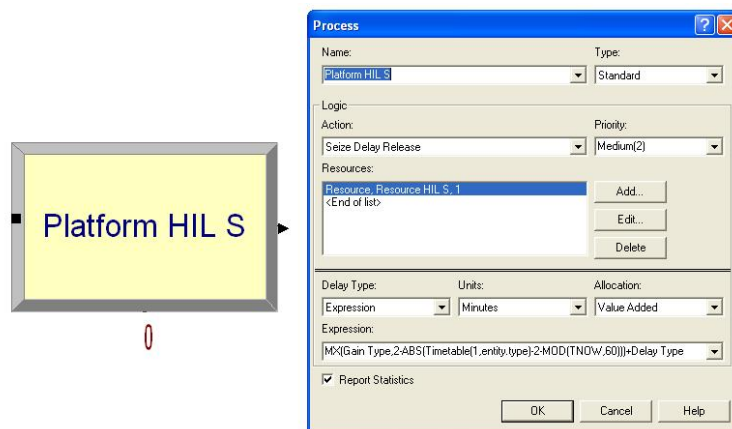 Platform HIL S
0
Process
Name:
Type:
Platform HIL S
Standard
Logic
Action:
Priority:
Seize Delay Release
Medium(2)
Resources:
Resource, Resource HIL S, 1
<End of list>
Add...
Edit...
Delete
Delay Type:
Units:
Allocation:
Expression
Minutes
Value Added
Expression:
MX(Gain Type,2-ABS(Timetable(1,entity.type)-2-MOD(TNOW,60)))+Delay Type
Report Statistics
OK
Cancel
Help